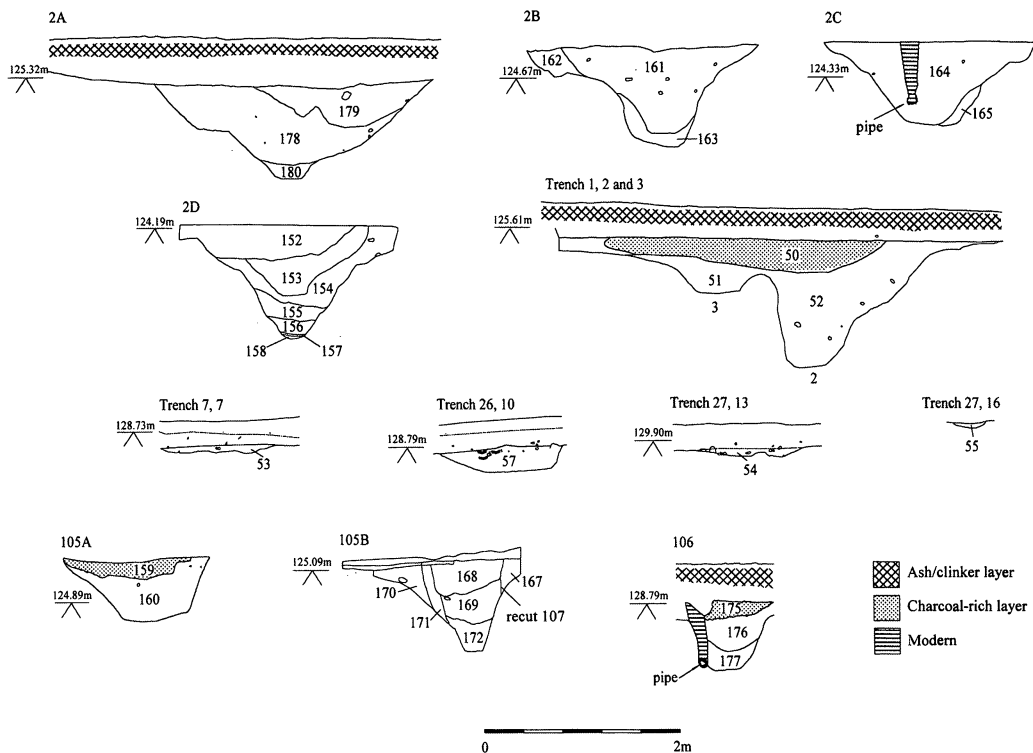 2A
125.32m
179
178
180
2B
162
161
124.67m
163
2C
124.33m
164
165
pipe
2D
124.19m
152
153
154
155
156
158
157
Trench 1, 2 and 3
125.61m
50
51
52
3
2
Trench 7, 7
128.73m
53
Trench 26, 10
128.79m
57
Trench 27, 13
129.90m
54
Trench 27, 16
55
105A
159
124.89m
160
105B
125.09m
168
167
170
169
171
recut 107
172
106
128.79m
175
176
177
pipe
Ash/clinker layer
Charcoal-rich layer
Modern
0
2m